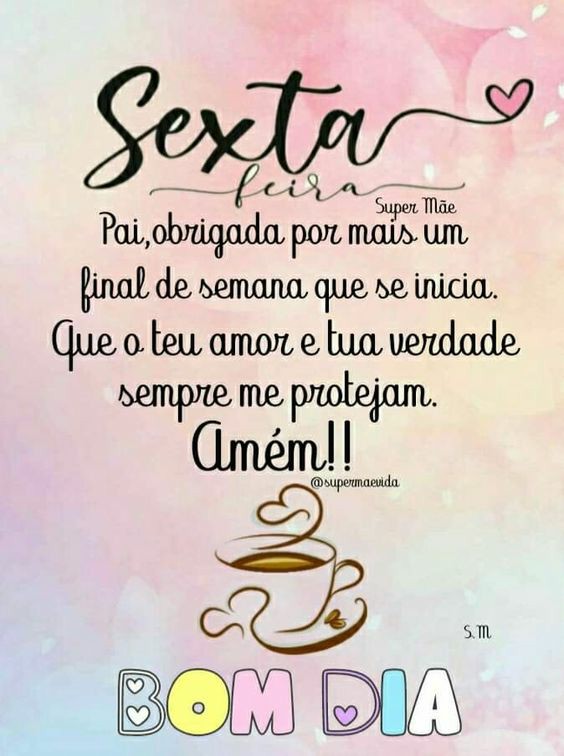 Sexta
feira
Super Mãe
Pai,obrigada por mais um
final de semana que se inicia.
Que o teu amor e tua verdade
sempre me protejam.
Amém!!
@supermaevida
S.M
BOM DIA